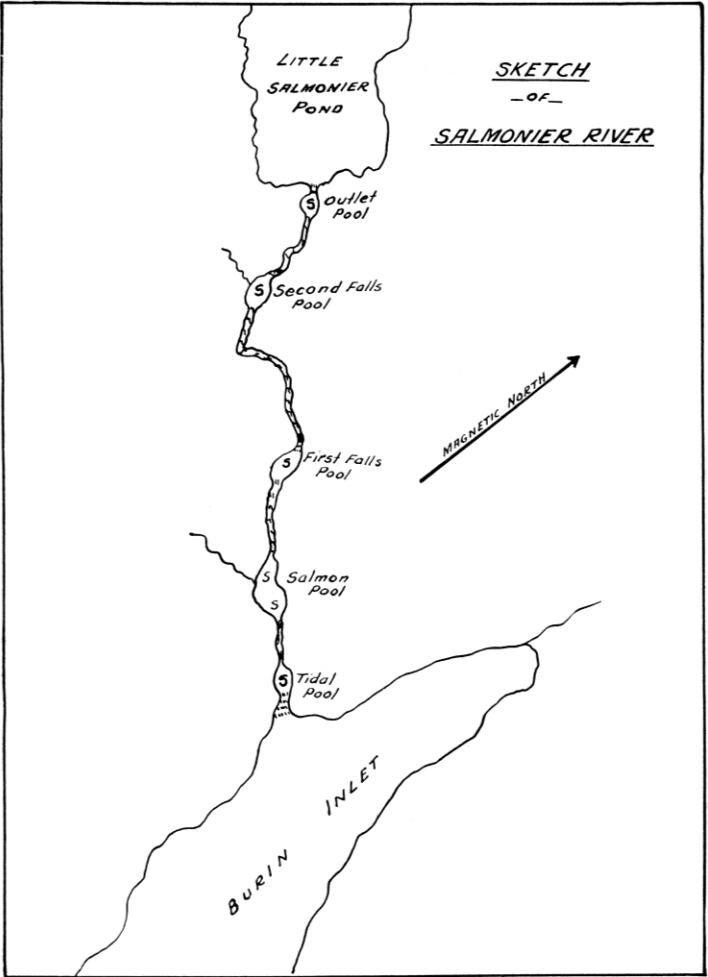 LITTLE
SALMONIER
POND
SKETCH
-OF-
SALMONIER RIVER
S
Outlet
Pool
S
Second Falls
Pool
MAGNETIC NORTH
S
First Falls
Pool
S
S
Salmon
Pool
S
Tidal
Pool
BURIN INLET